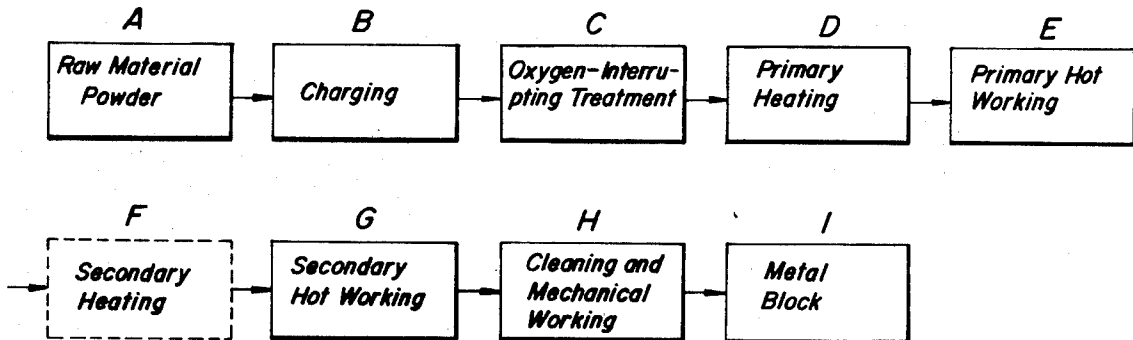 A
B
C
D
E
Raw Material
Powder
Charging
Oxygen-Interru-
pting Treatment
Primary
Heating
Primary Hot
Working
F
G
H
I
Secondary
Heating
Secondary
Hot Working
Cleaning and
Mechanical
Working
Metal
Block